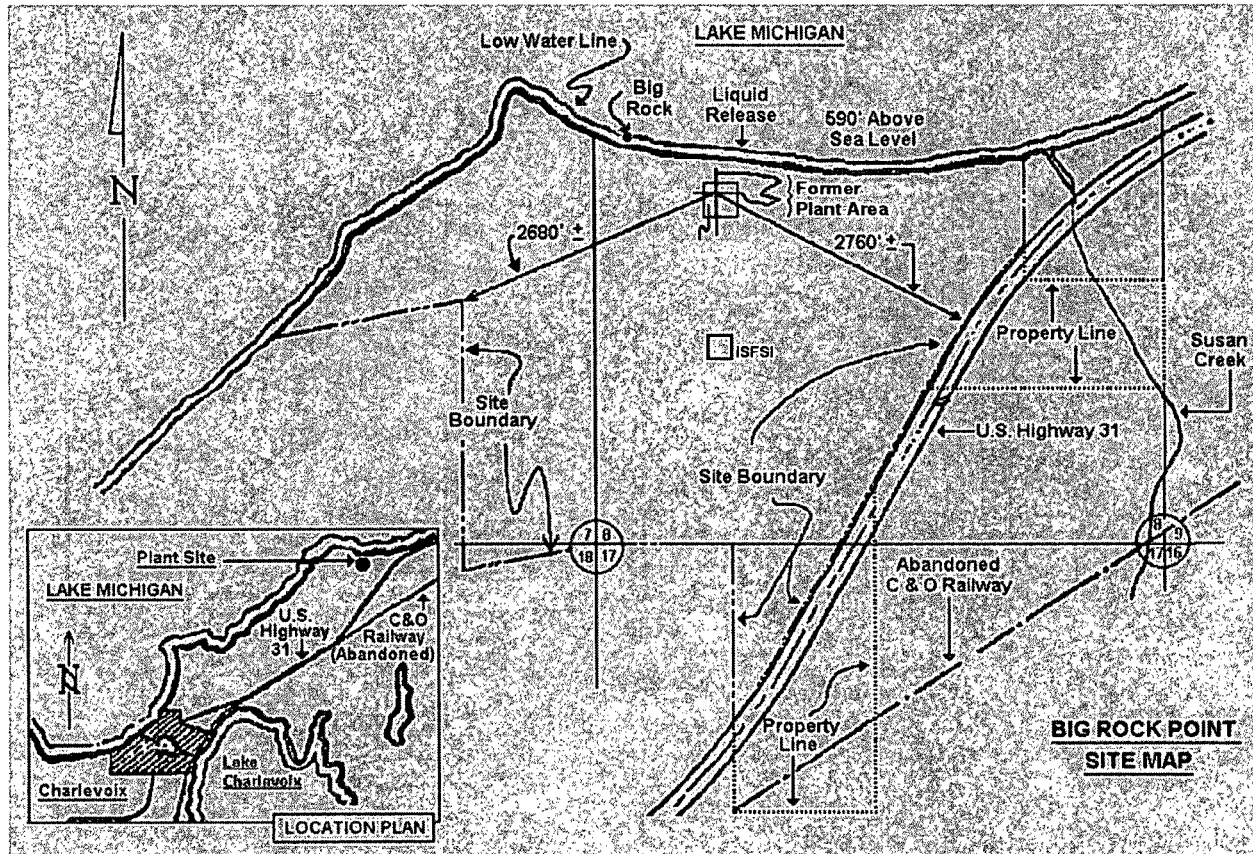 LAKE MICHIGAN
Low Water Line
Big
Rock
Liquid
Release
590' Above
Sea Level
N
Former
Plant Area
2680' ±
2760' ±
Property Line
ISFSI
Susan
Creek
Site
Boundary
U.S. Highway 31
Site Boundary
7 8
18 17
8 9
17 16
Abandoned
C & O Railway
Property
Line
BIG ROCK POINT
SITE MAP
Plant Site
LAKE MICHIGAN
U.S.
Highway
31
C&O
Railway
(Abandoned)
N
Lake
Charlevoix
Charlevoix
LOCATION PLAN